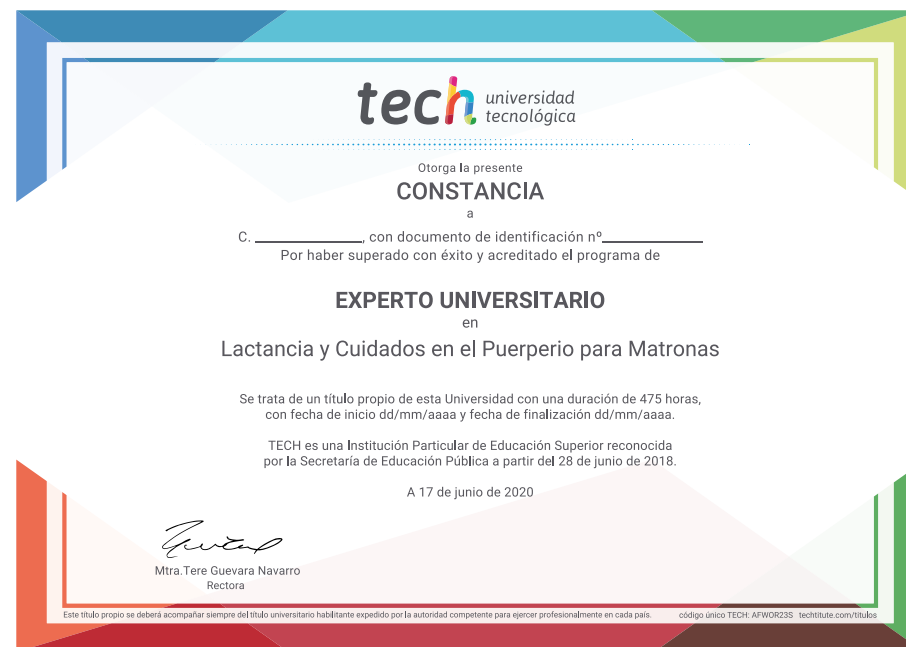 tech universidad
tecnológica
Otorga la presente
CONSTANCIA
a
C. ____________, con documento de identificación nº____________
Por haber superado con éxito y acreditado el programa de
EXPERTO UNIVERSITARIO
en
Lactancia y Cuidados en el Puerperio para Matronas
Se trata de un título propio de esta Universidad con una duración de 475 horas,
con fecha de inicio dd/mm/aaaa y fecha de finalización dd/mm/aaaa.
TECH es una Institución Particular de Educación Superior reconocida
por la Secretaría de Educación Pública a partir del 28 de junio de 2018.
A 17 de junio de 2020
Mtra.Tere Guevara Navarro
Rectora
Este título propio se deberá acompañar siempre del título universitario habilitante expedido por la autoridad competente para ejercer profesionalmente en cada país. código único TECH: AFWOR23S techtitute.com/títulos